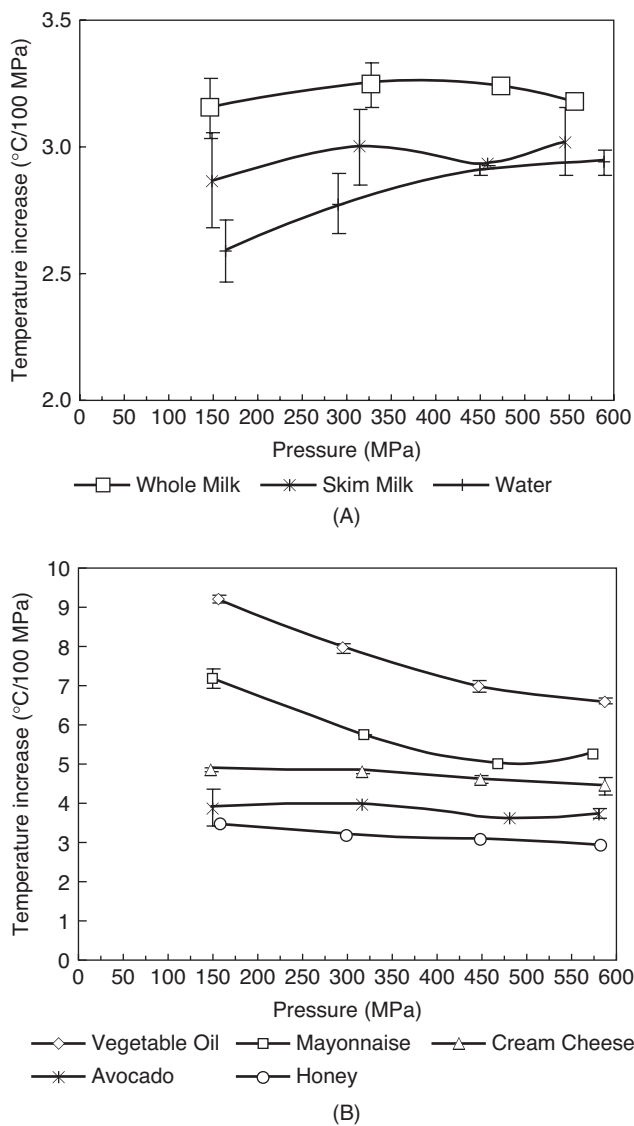 3.5
3.0
2.5
2.0
Temperature increase (°C/100 MPa)
0 50 100 150 200 250 300 350 400 450 500 550 600
Pressure (MPa)
Whole Milk Skim Milk Water
(A)
10
9
8
7
6
5
4
3
2
1
0
Temperature increase (°C/100 MPa)
0 50 100 150 200 250 300 350 400 450 500 550 600
Pressure (MPa)
Vegetable Oil Mayonnaise Cream Cheese
Avocado Honey
(B)